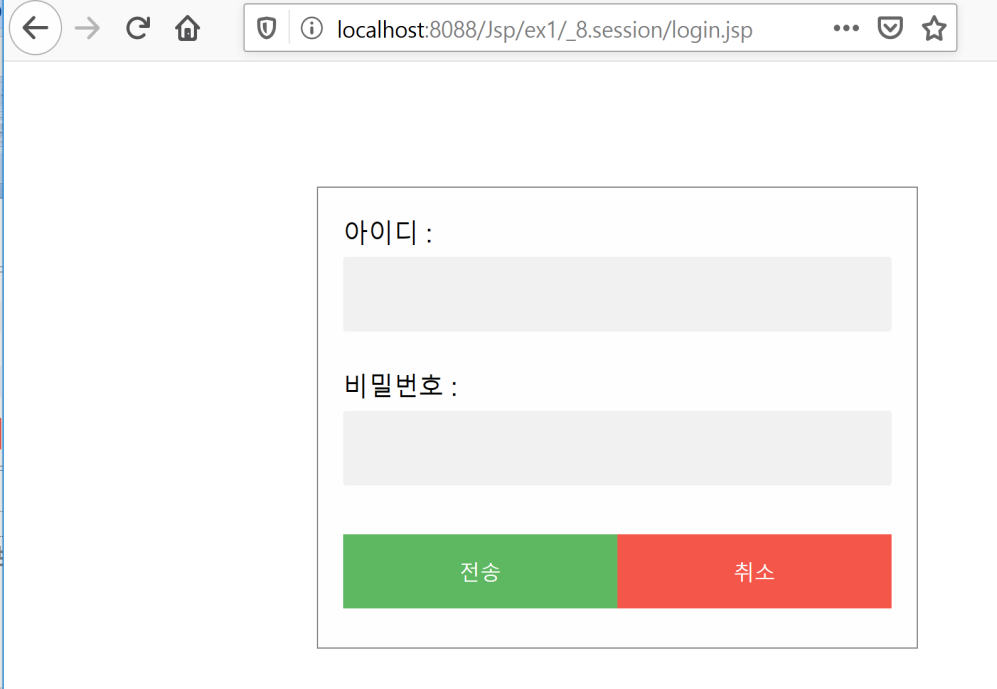 localhost:8088/Jsp/ex1/_8.session/login.jsp
아이디 :
비밀번호 :
전송 취소